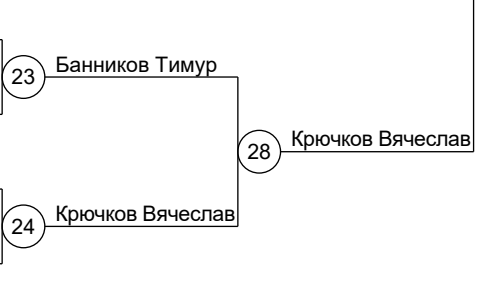 23 Банников Тимур
28 Крючков Вячеслав
24 Крючков Вячеслав